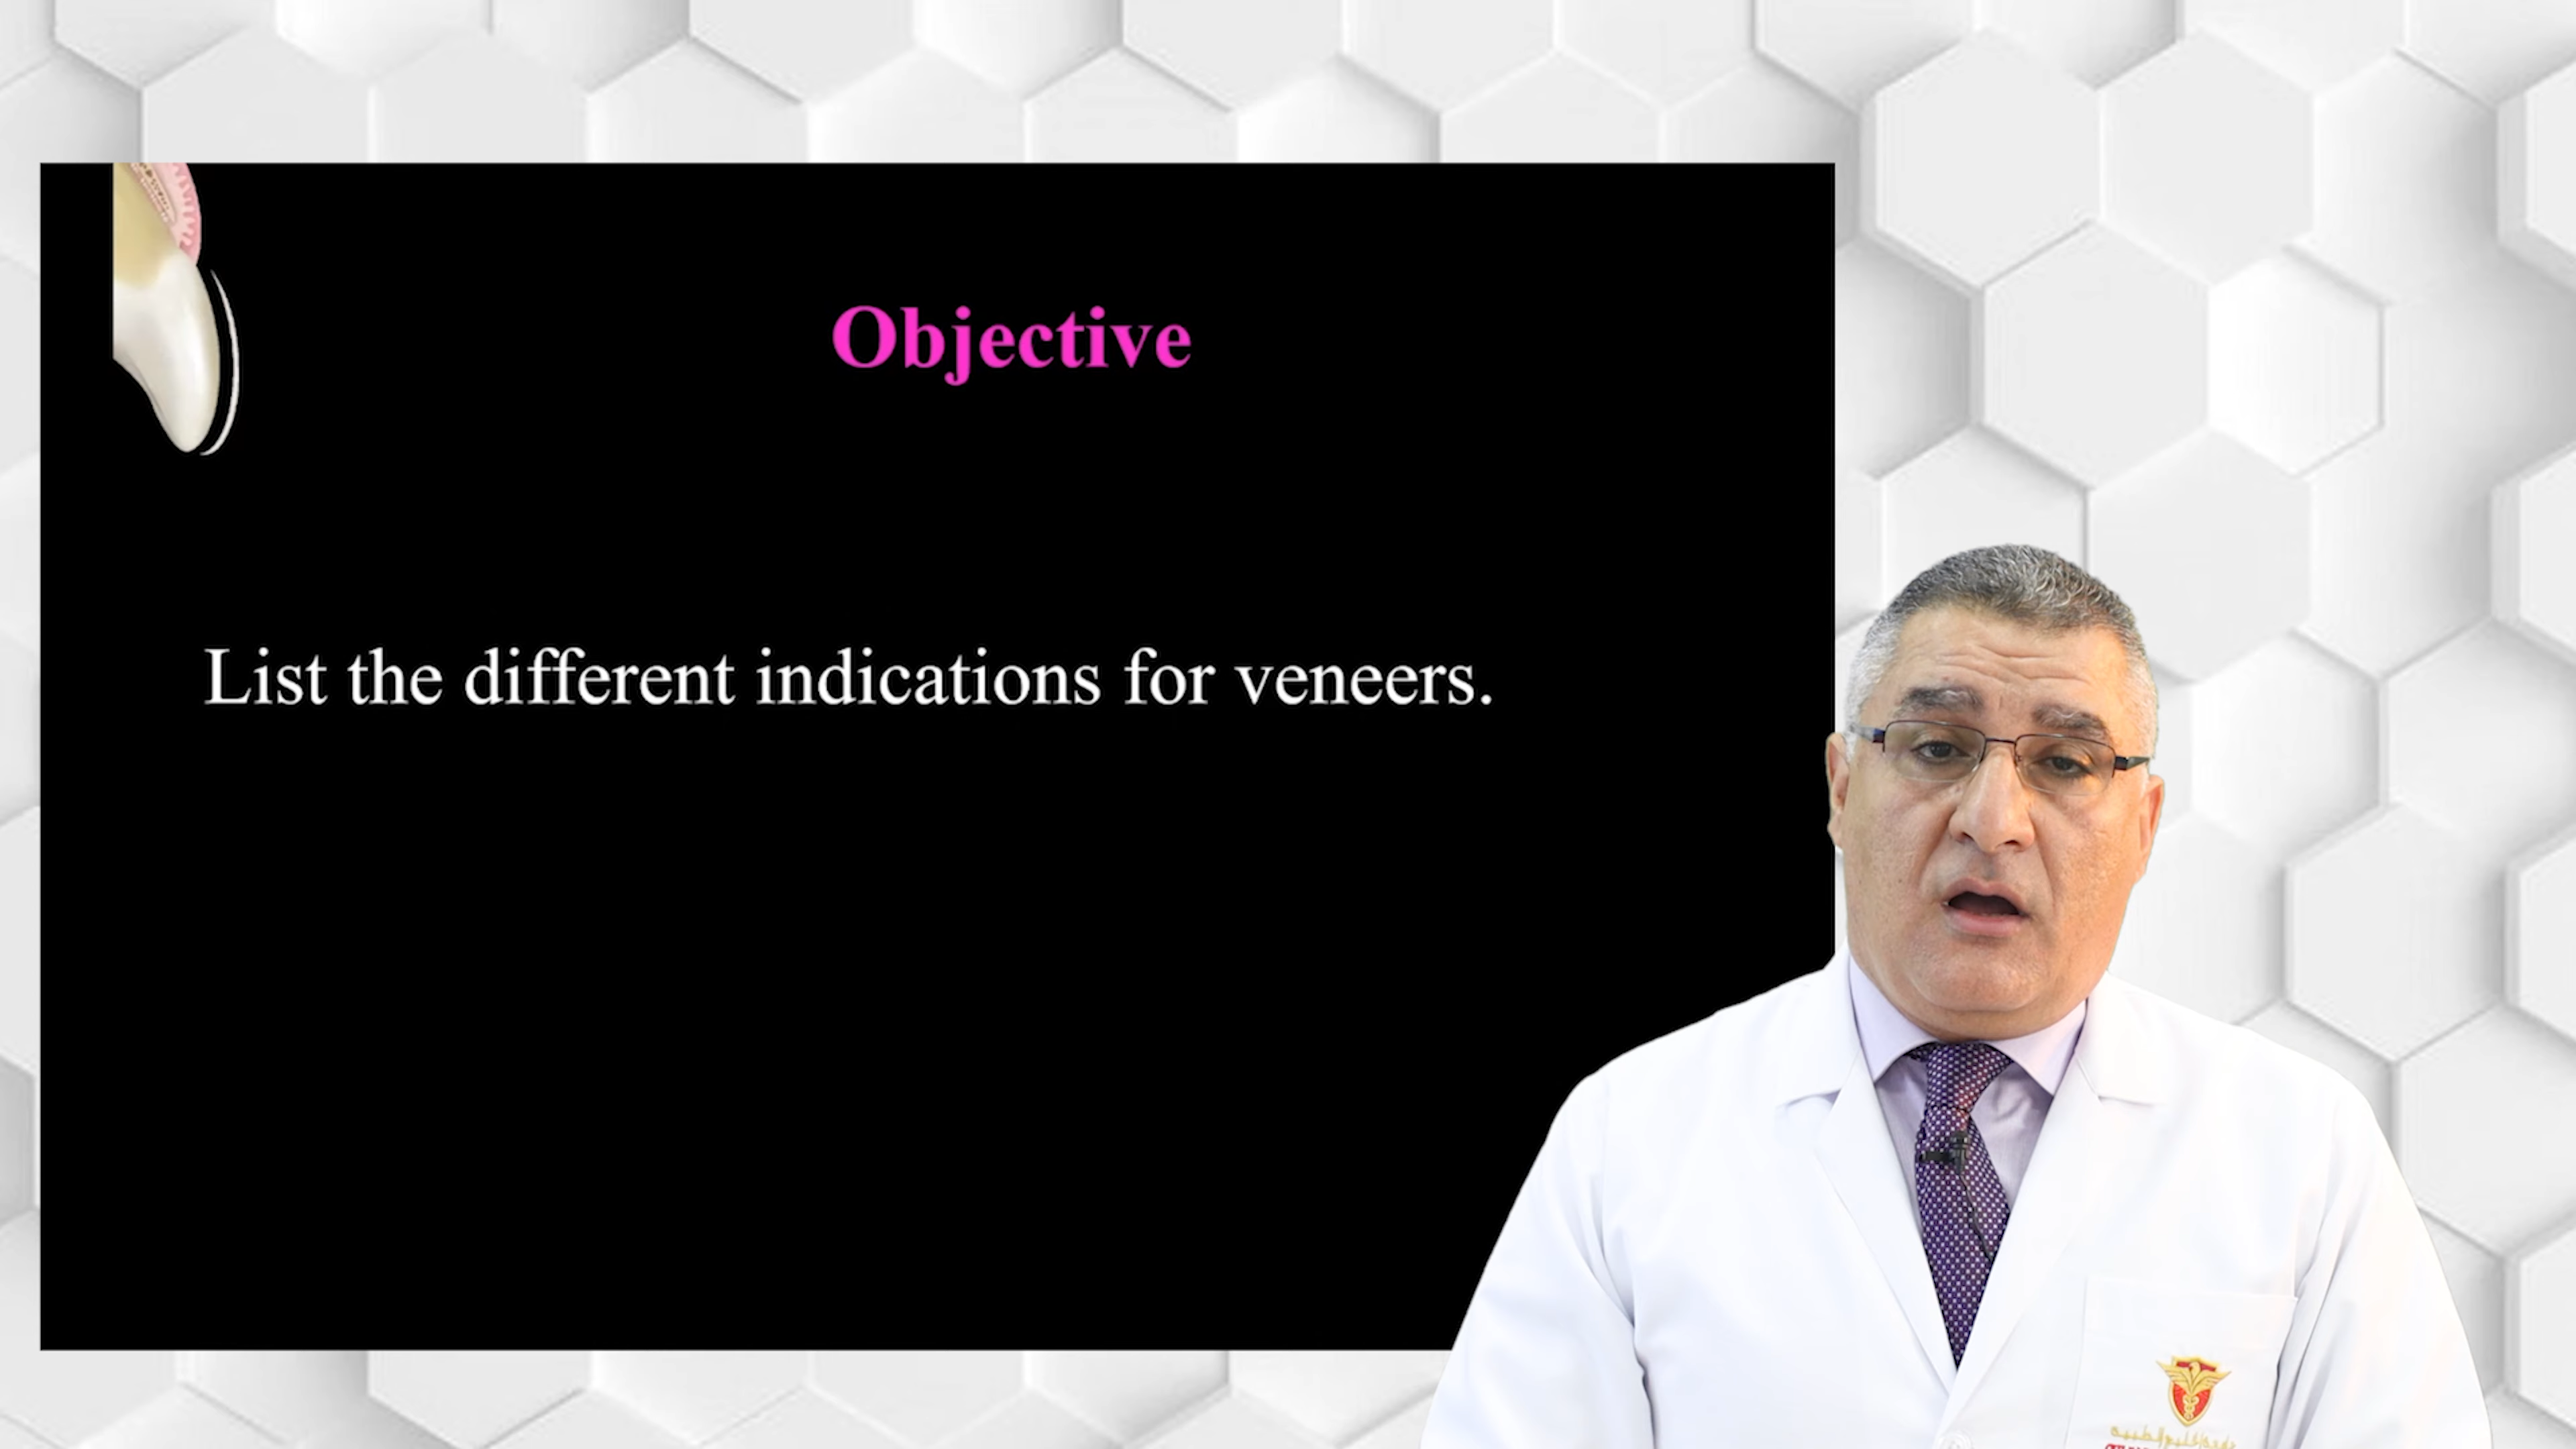 Objective
List the different indications for veneers.